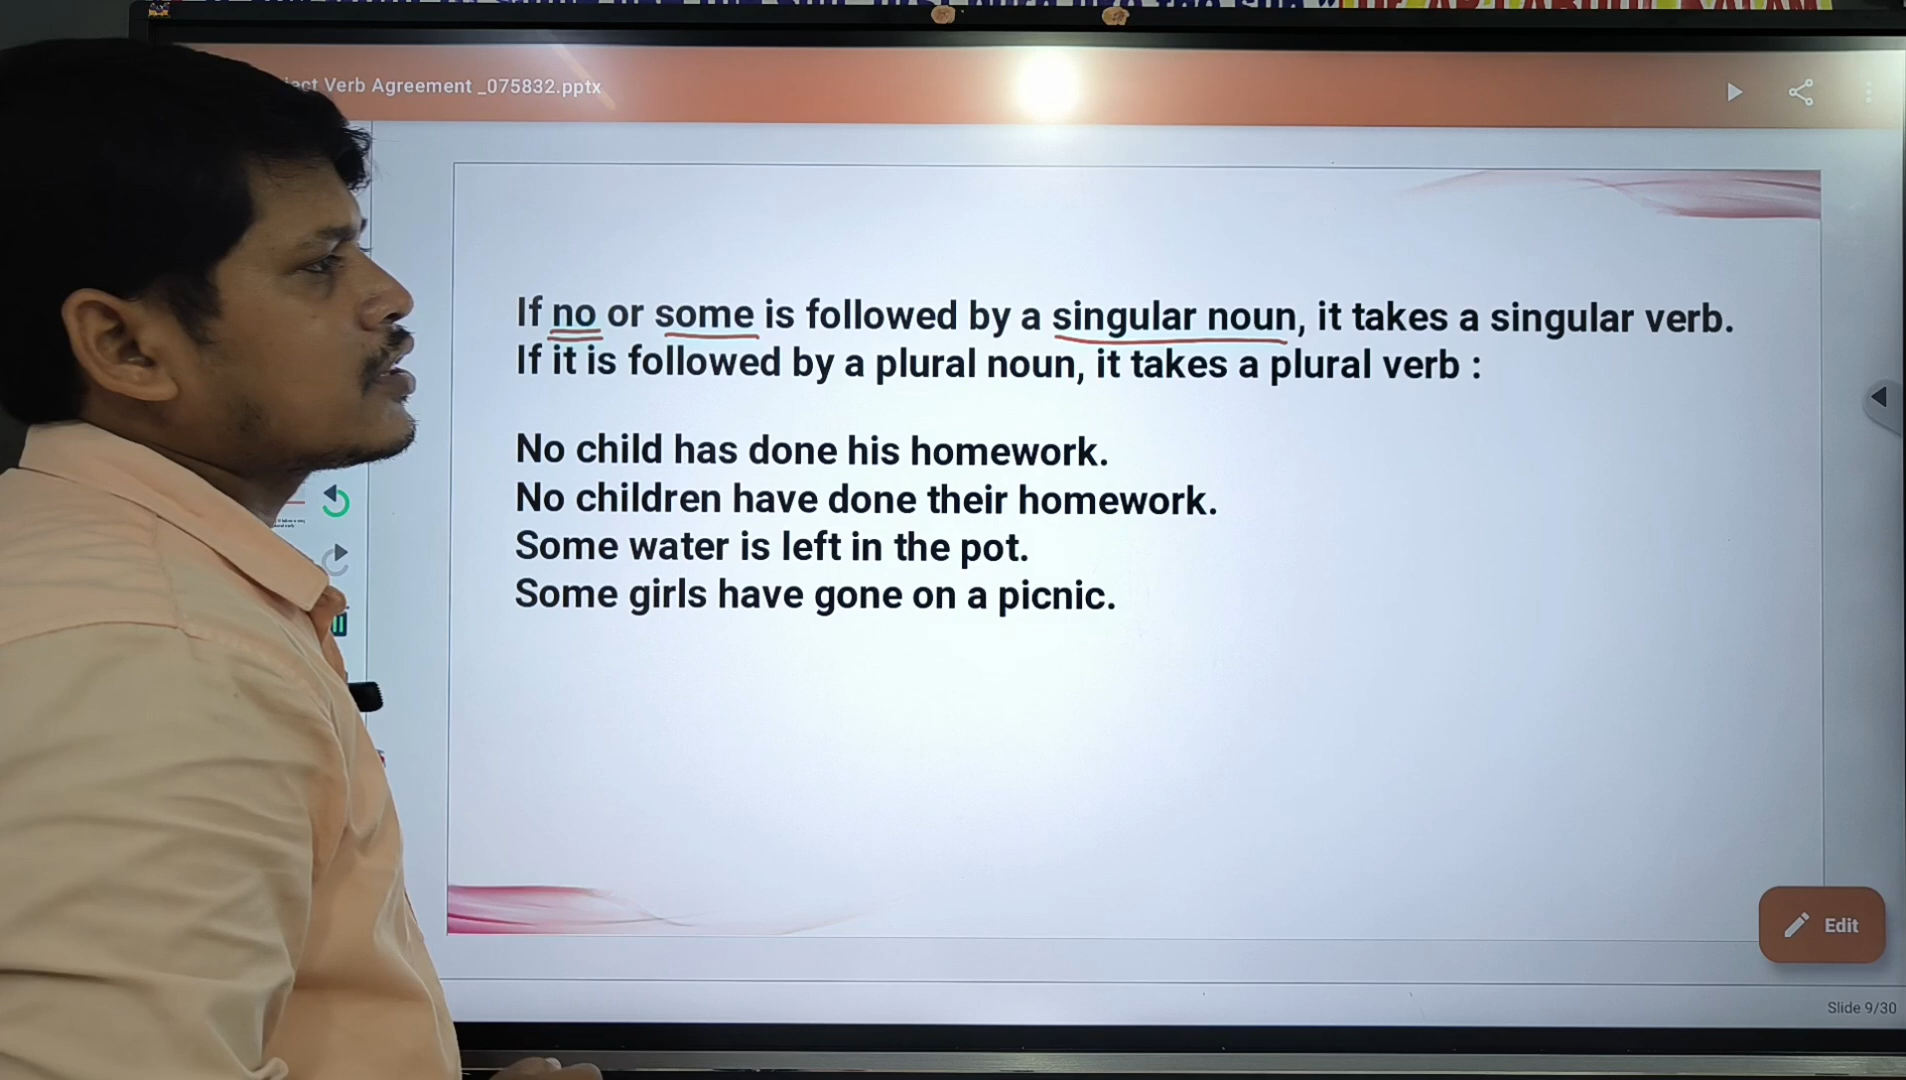 Verb Agreement _075832.pptx
If no or some is followed by a singular noun, it takes a singular verb.
If it is followed by a plural noun, it takes a plural verb :
No child has done his homework.
No children have done their homework.
Some water is left in the pot.
Some girls have gone on a picnic.
Edit
Slide 9/30